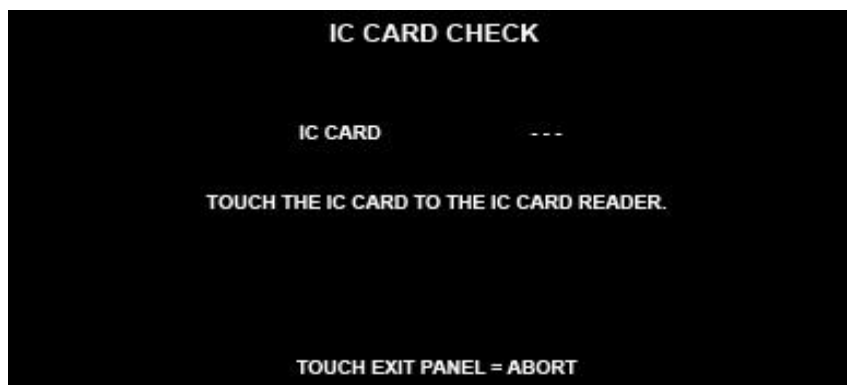 IC CARD CHECK
IC CARD ---
TOUCH THE IC CARD TO THE IC CARD READER.
TOUCH EXIT PANEL = ABORT